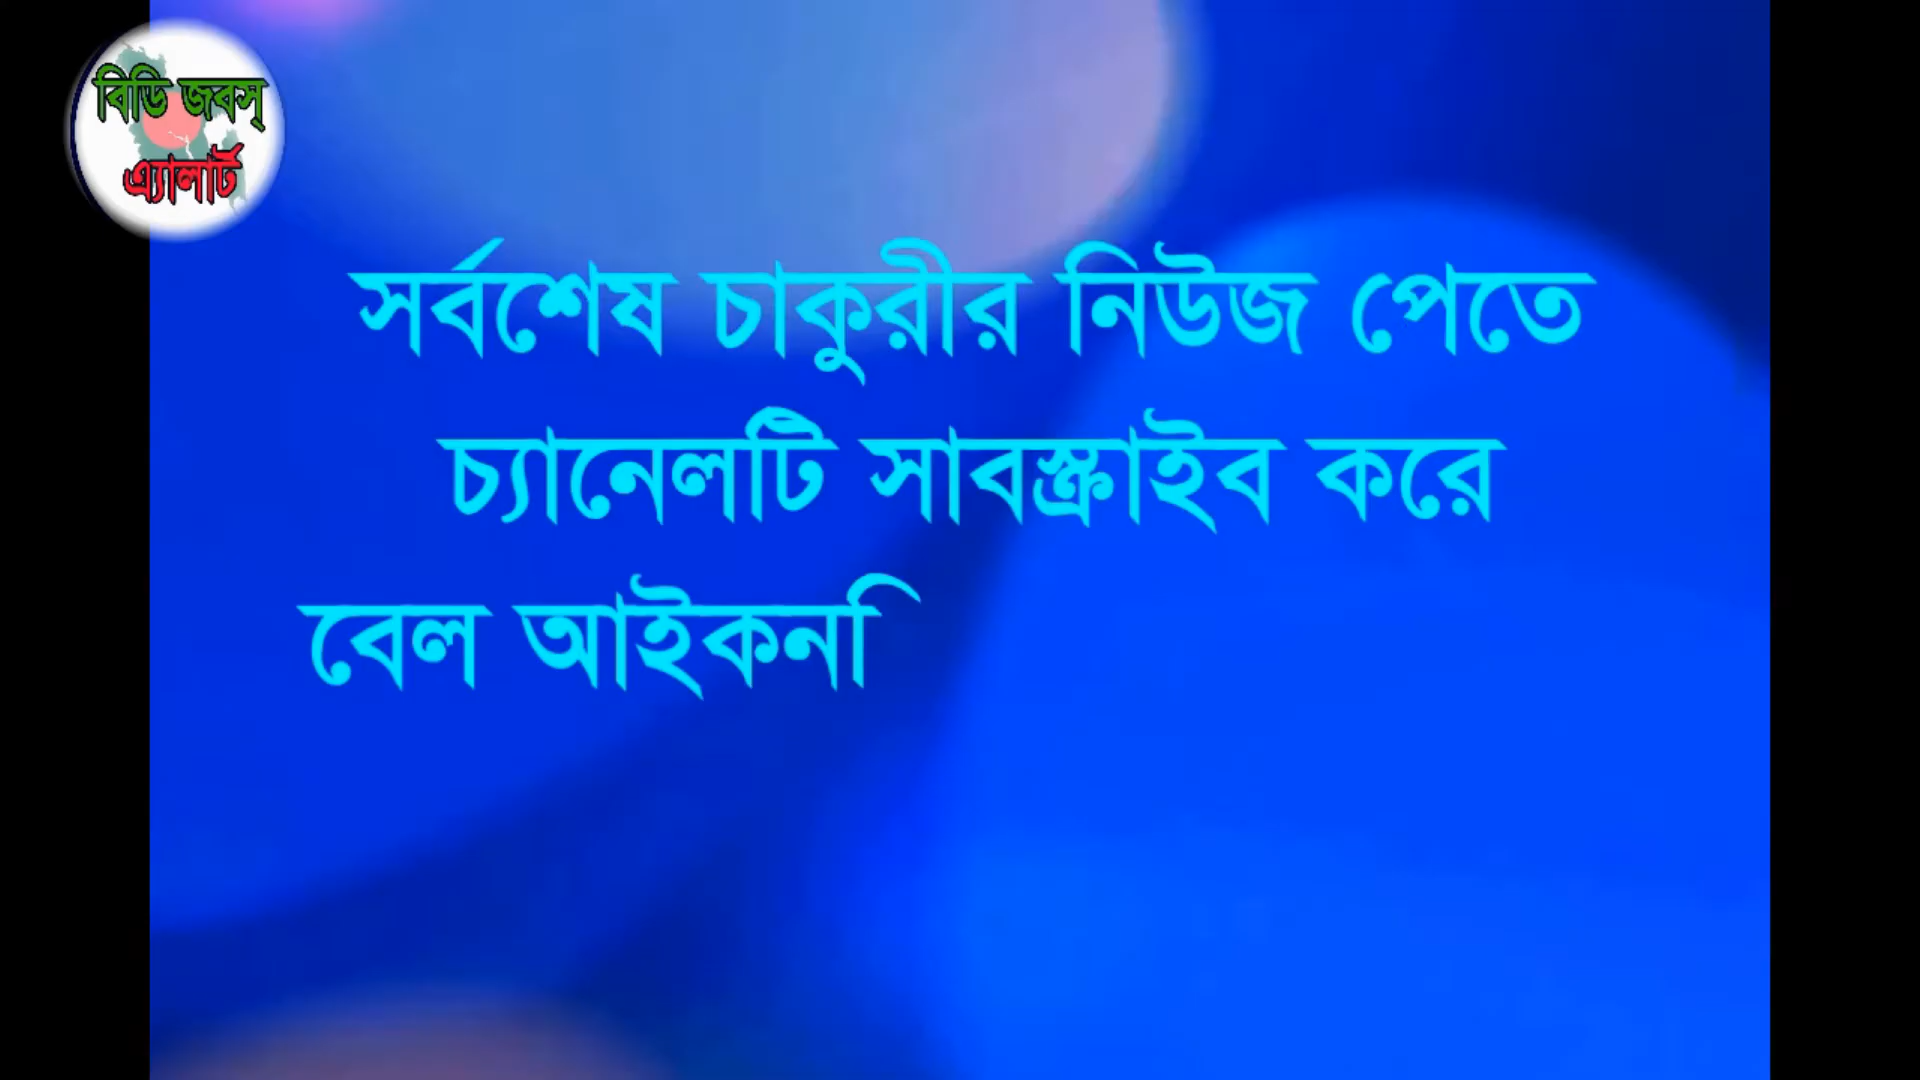 বিডি জবস্
এ্যালার্ট
সর্বশেষ চাকুরীর নিউজ পেতে
চ্যানেলটি সাবস্ক্রাইব করে
বেল আইকনি